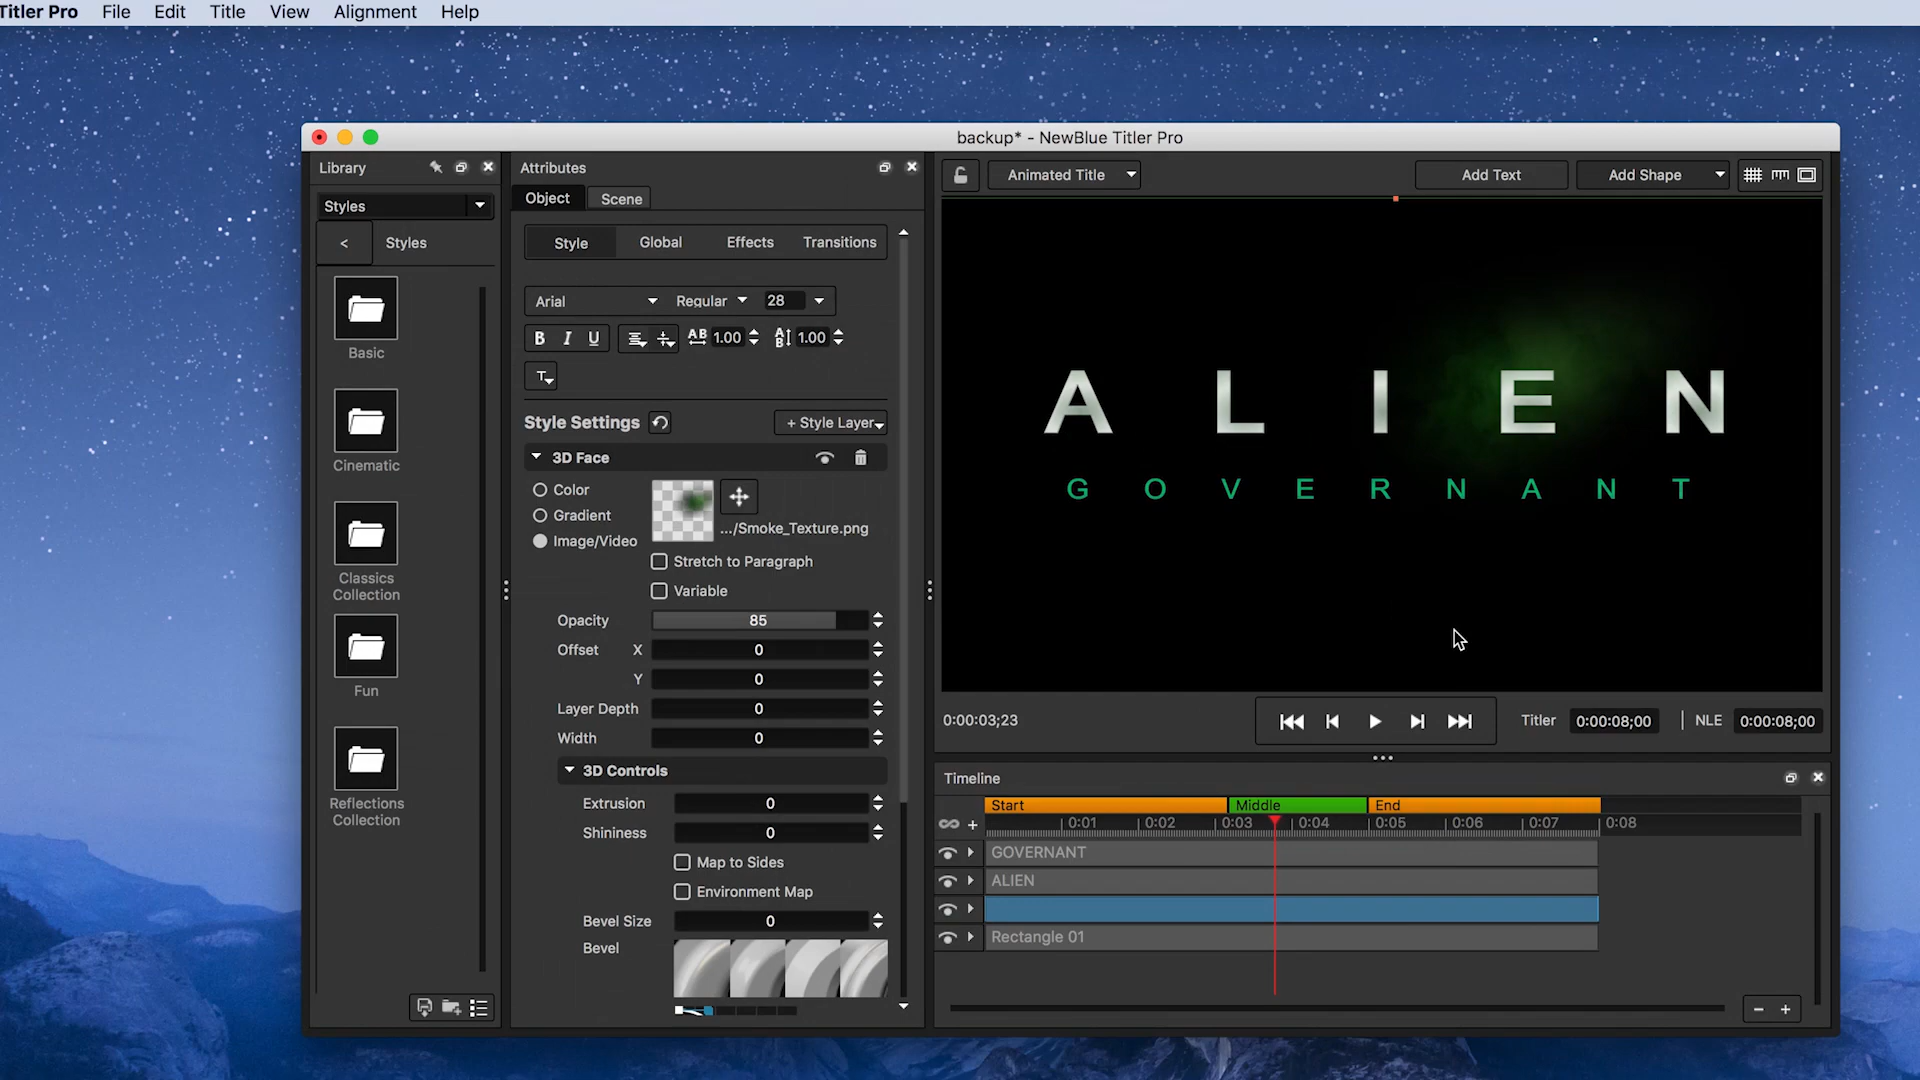 Titler Pro File Edit Title View Alignment Help
backup* - NewBlue Titler Pro
Library
Styles
< Styles
Basic
Cinematic
Classics
Collection
Fun
Reflections
Collection
Attributes
Object Scene
Style Global Effects Transitions
Arial Regular 28
B I U AB 1.00 A B 1.00
T
Style Settings + Style Layer
3D Face
Color
Gradient
Image/Video
.../Smoke_Texture.png
Stretch to Paragraph
Variable
Opacity 85
Offset X 0
Y 0
Layer Depth 0
Width 0
3D Controls
Extrusion 0
Shininess 0
Map to Sides
Environment Map
Bevel Size 0
Bevel
Animated Title Add Text Add Shape
ALIEN
GOVERNANT
0:00:03;23 Titler 0:00:08;00 NLE 0:00:08;00
Timeline
Start Middle End
+ 0:01 0:02 0:03 0:04 0:05 0:06 0:07 0:08
GOVERNANT
ALIEN
Rectangle 01
- +